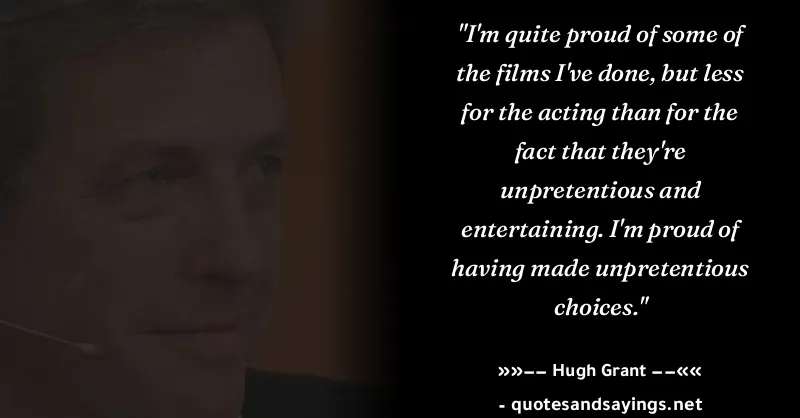 "I'm quite proud of some of
the films I've done, but less
for the acting than for the
fact that they're
unpretentious and
entertaining. I'm proud of
having made unpretentious
choices."
»»–– Hugh Grant ––««
- quotesandsayings.net